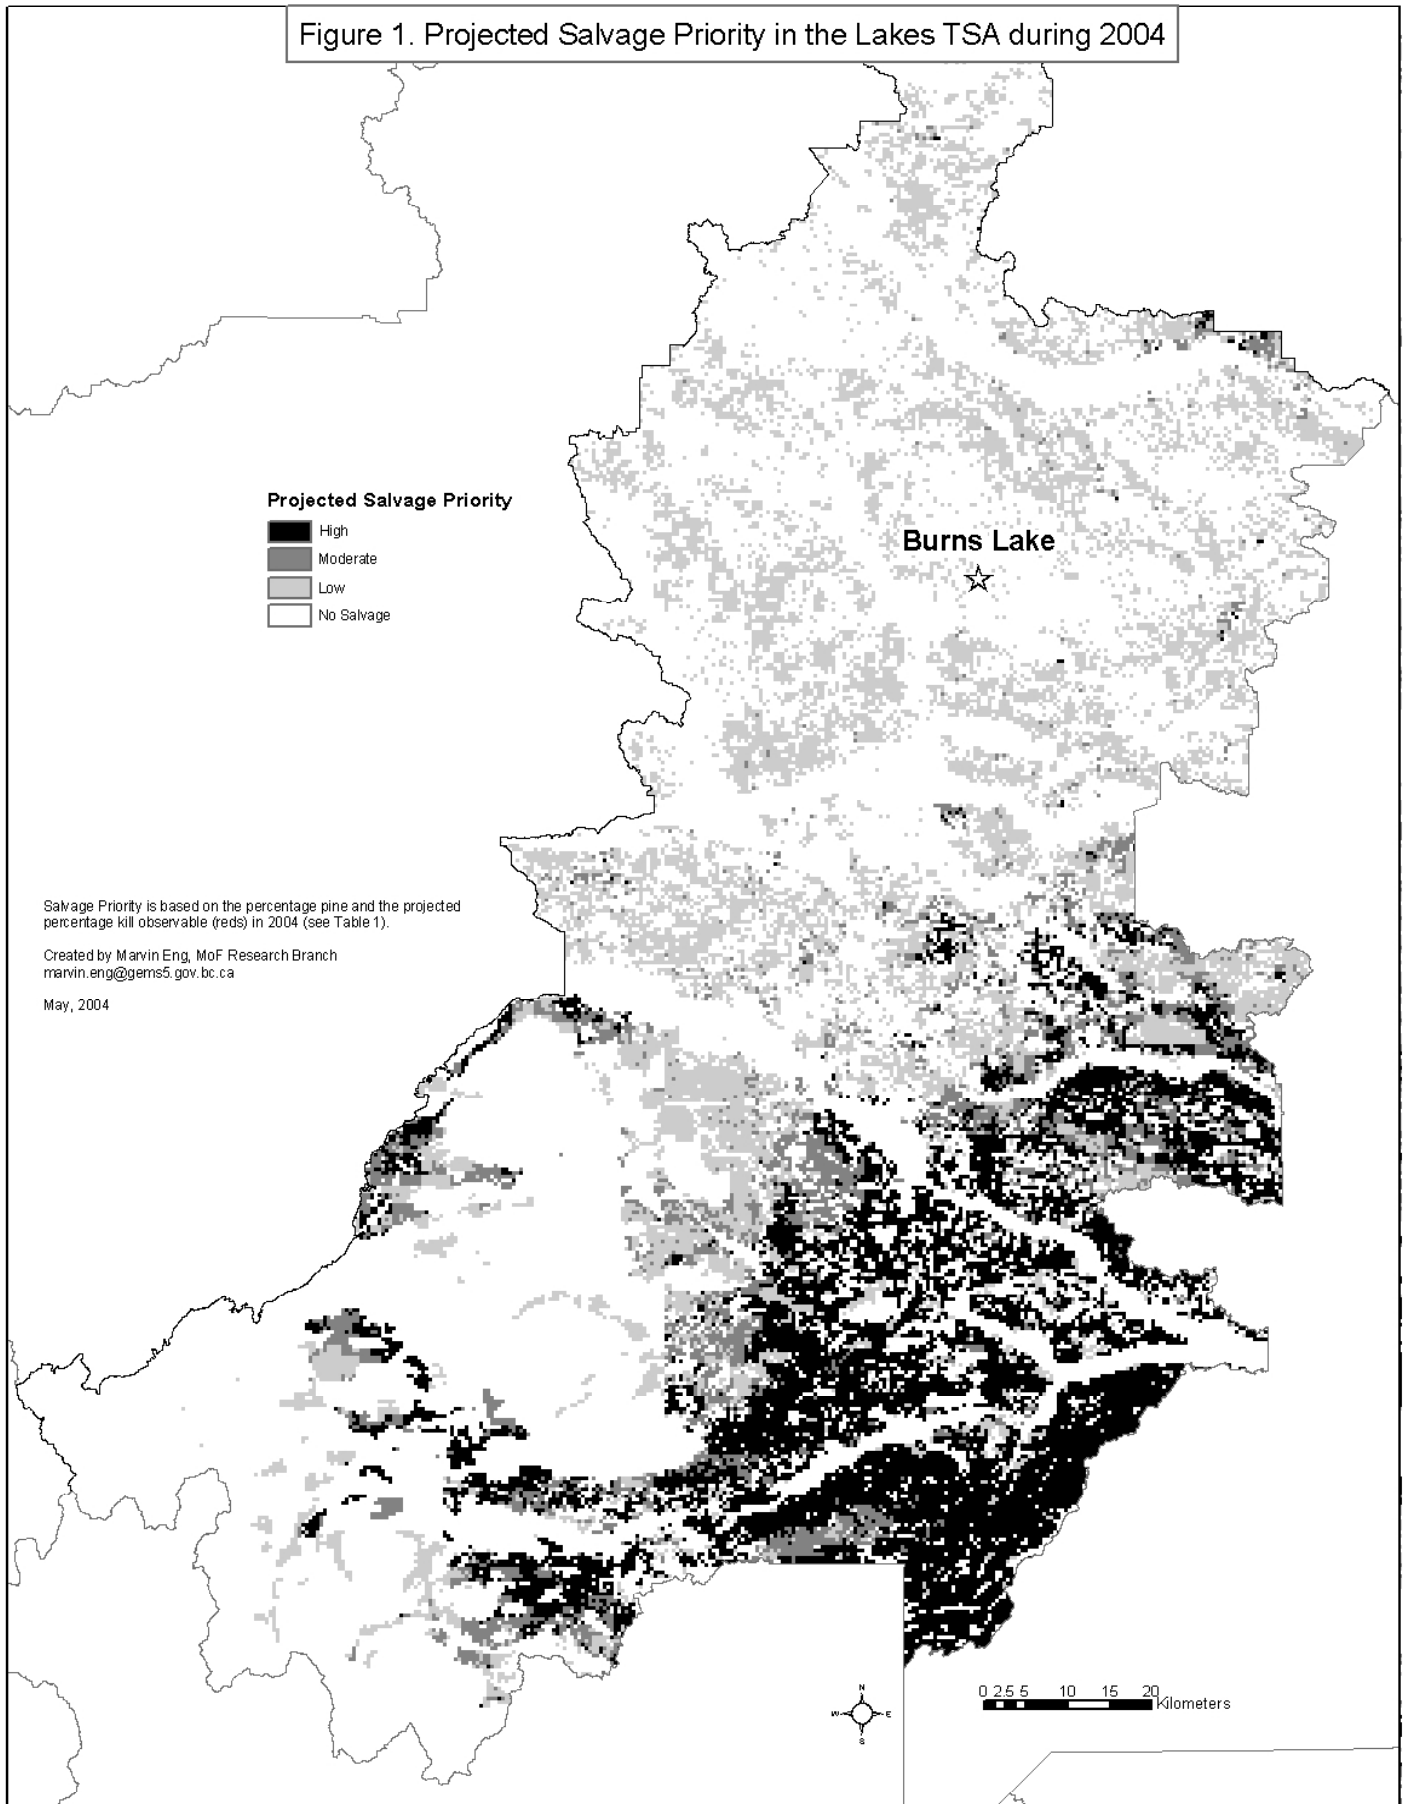 Figure 1. Projected Salvage Priority in the Lakes TSA during 2004
Projected Salvage Priority
High
Moderate
Low
No Salvage
Burns Lake
Salvage Priority is based on the percentage pine and the projected
percentage kill observable (reds) in 2004 (see Table 1).
Created by Marvin Eng, MoF Research Branch
marvin.eng@gems5.gov.bc.ca
May, 2004
N
W E
S
0 2.5 5 10 15 20
Kilometers